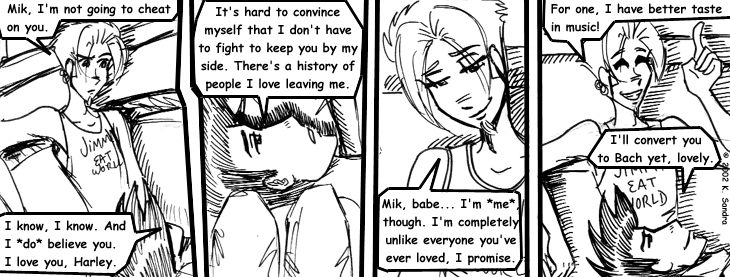 Mik, I'm not going to cheat
on you.
JIMMY
EAT
WORLD
I know, I know. And
I *do* believe you.
I love you, Harley.
It's hard to convince
myself that I don't have
to fight to keep you by my
side. There's a history of
people I love leaving me.
Mik, babe... I'm *me*,
though. I'm completely
unlike everyone you've
ever loved, I promise.
For one, I have better taste
in music!
I'll convert you
to Bach yet, lovely.
JIMMY
EAT
WORLD
© 2002 K. Sandra